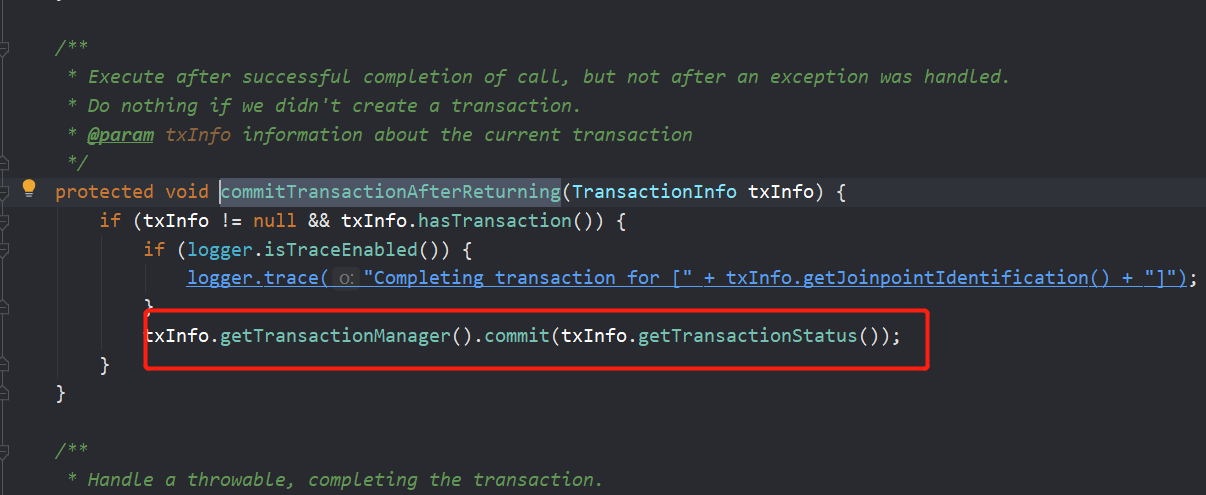 /**
* Execute after successful completion of call, but not after an exception was handled.
* Do nothing if we didn't create a transaction.
* @param txInfo information about the current transaction
*/
protected void commitTransactionAfterReturning(TransactionInfo txInfo) {
if (txInfo != null && txInfo.hasTransaction()) {
if (logger.isTraceEnabled()) {
logger.trace( o: "Completing transaction for [" + txInfo.getJoinpointIdentification() + "]");
}
txInfo.getTransactionManager().commit(txInfo.getTransactionStatus());
}
}
/**
* Handle a throwable, completing the transaction.